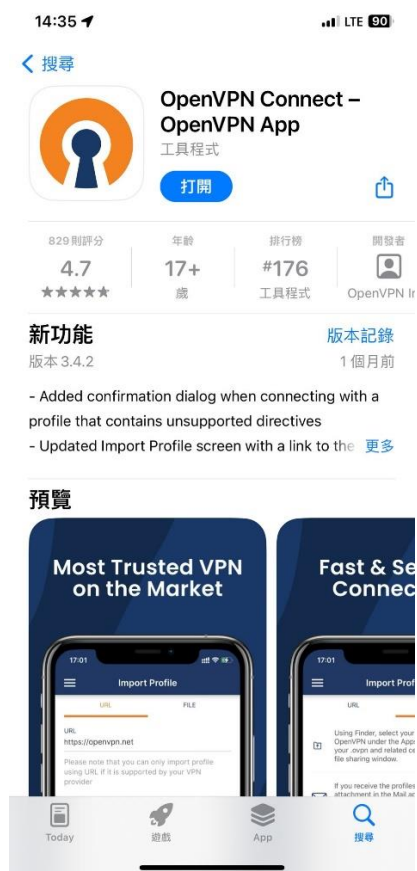 14:35
LTE 90
搜尋
OpenVPN Connect –
OpenVPN App
工具程式
打開
829 則評分
年齡
排行榜
開發者
4.7
17+
#176
歲
工具程式
OpenVPN In
新功能
版本記錄
版本 3.4.2
1 個月前
- Added confirmation dialog when connecting with a
profile that contains unsupported directives
- Updated Import Profile screen with a link to the 更多
預覽
Most Trusted VPN
on the Market
Fast & Se
Connec
17:01
17:01
Import Profile
Import Prof
URL
FILE
URL
URL
https://openvpn.net
Please note that you can only import profile
using URL if it is supported by your VPN
provider
Using Finder, select your
OpenVPN under the Apps
your .ovpn and related ce
file sharing window.
If you receive the profiles
attachment in the Mail ap
Today
遊戲
App
搜尋